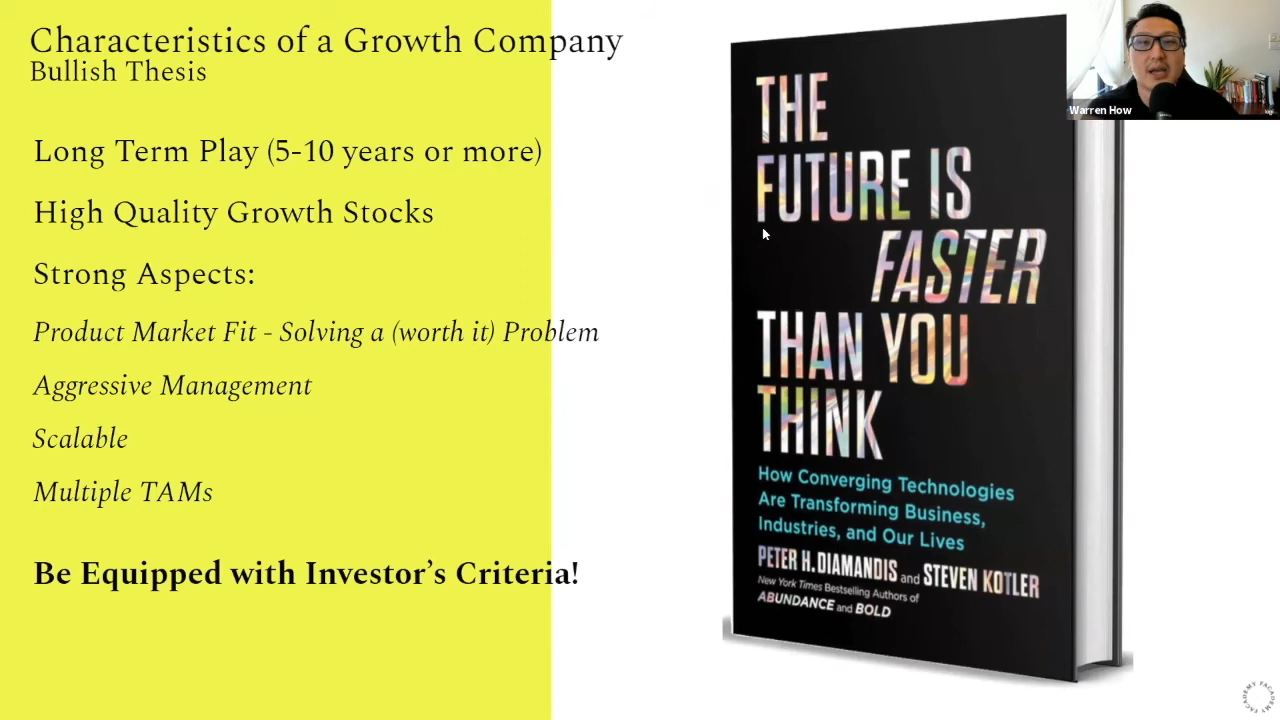 Characteristics of a Growth Company
Bullish Thesis
Long Term Play (5-10 years or more)
High Quality Growth Stocks
Strong Aspects:
Product Market Fit - Solving a (worth it) Problem
Aggressive Management
Scalable
Multiple TAMs
Be Equipped with Investor's Criteria!
THE
FUTURE IS
FASTER
THAN YOU
THINK
How Converging Technologies
Are Transforming Business,
Industries, and Our Lives
PETER H. DIAMANDIS and STEVEN KOTLER
New York Times Bestselling Authors of
ABUNDANCE and BOLD
Warren How
FACADEMY FACADEMY